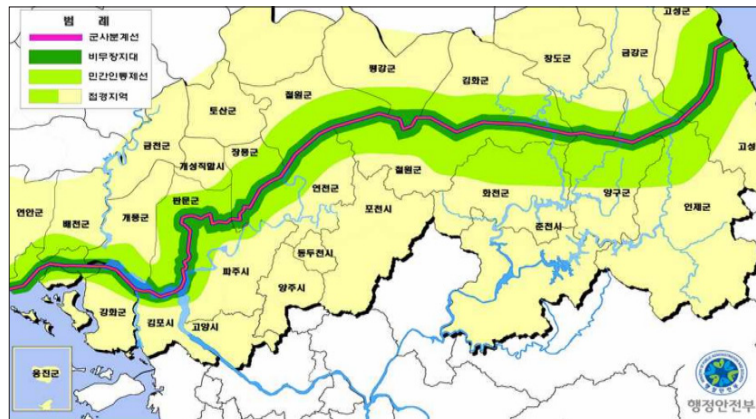 범 례
군사분계선
비무장지대
민간인통제선
접경지역
고성군
평강군
김화군
창도군
금강군
철원군
토산군
금천군
개성직할시
장풍군
고성
연안군
배천군
개풍군
판문군
연천군
철원군
포천시
화천군
양구군
인제군
춘천시
파주시
동두천시
양주시
강화군
김포시
고양시
옹진군
행정안전부